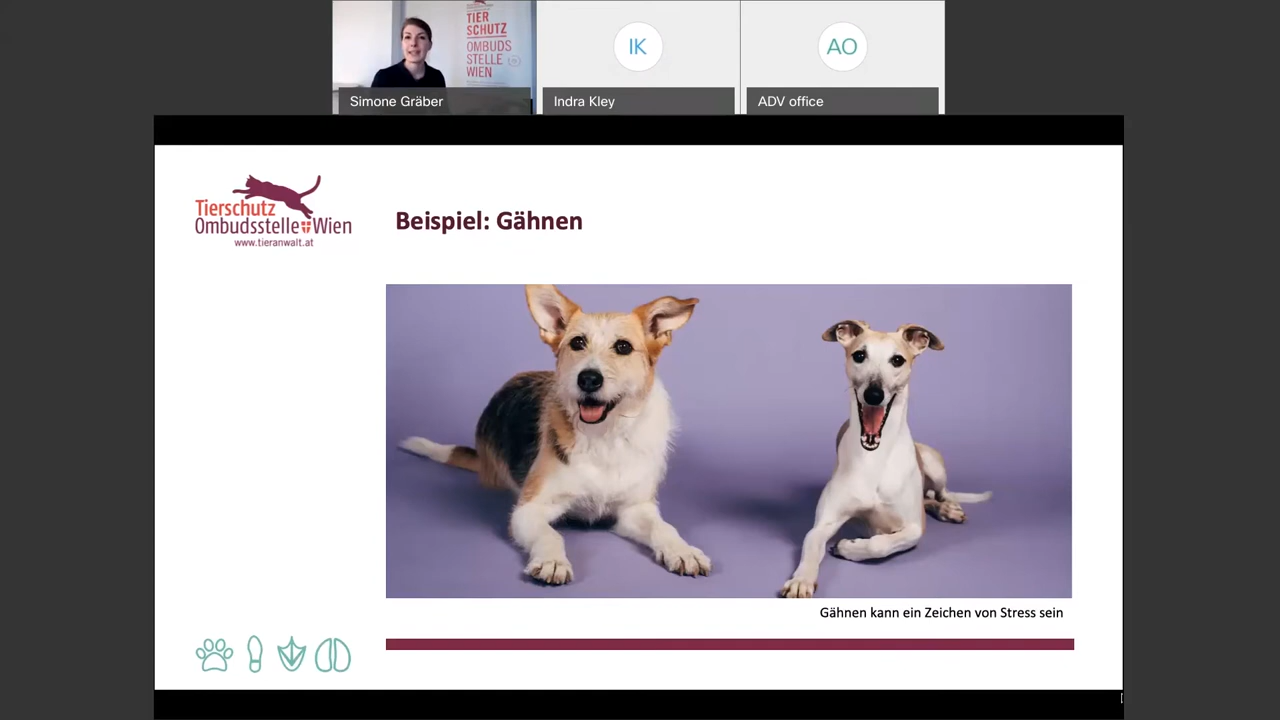 TIER
SCHUTZ
OMBUDS
STELLE
WIEN
IK
AO
Simone Gräber
Indra Kley
ADV office
Tierschutz
Ombudsstelle Wien
www.tieranwalt.at
Beispiel: Gähnen
Gähnen kann ein Zeichen von Stress sein